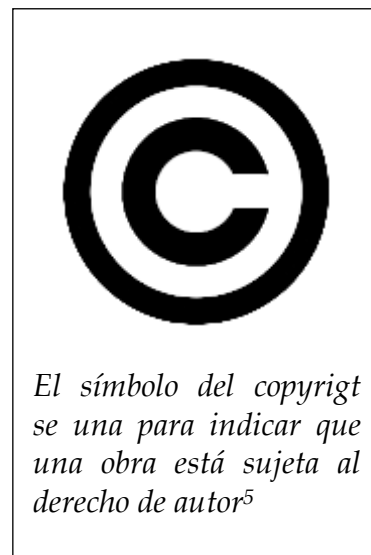 ©
El símbolo del copyrigt
se una para indicar que
una obra está sujeta al
derecho de autor⁵